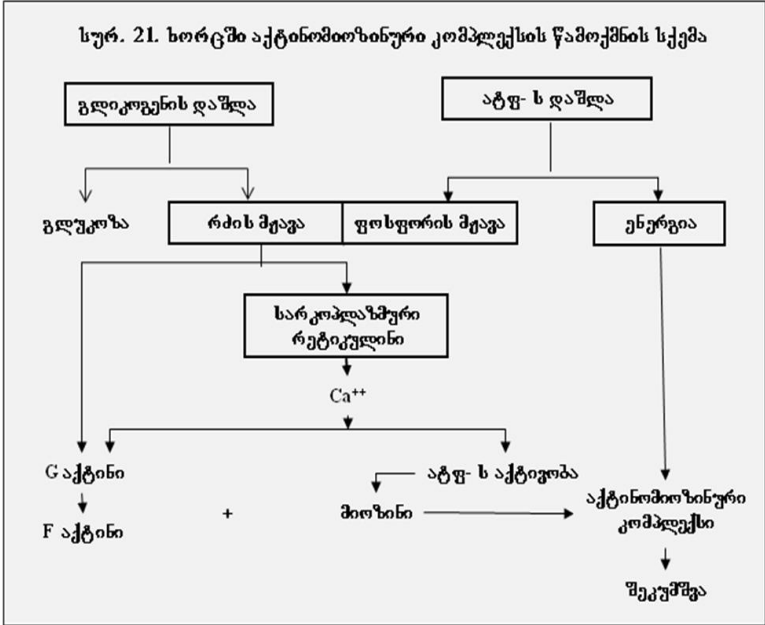 სურ. 21. ხორცში აქტინომიოზინური კომპლექსის წამოქმნის სქემა
გლიკოგენის დაშლა
ატფ- ს დაშლა
გლუკოზა
რძის მჟავა
ფოსფორის მჟავა
ენერგია
სარკოპლაზმური
რეტიკულინი
Ca⁺⁺
G აქტინი
ატფ- ს აქტივობა
F აქტინი
+
მიოზინი
აქტინომიოზინური
კომპლექსი
შეკუმშვა